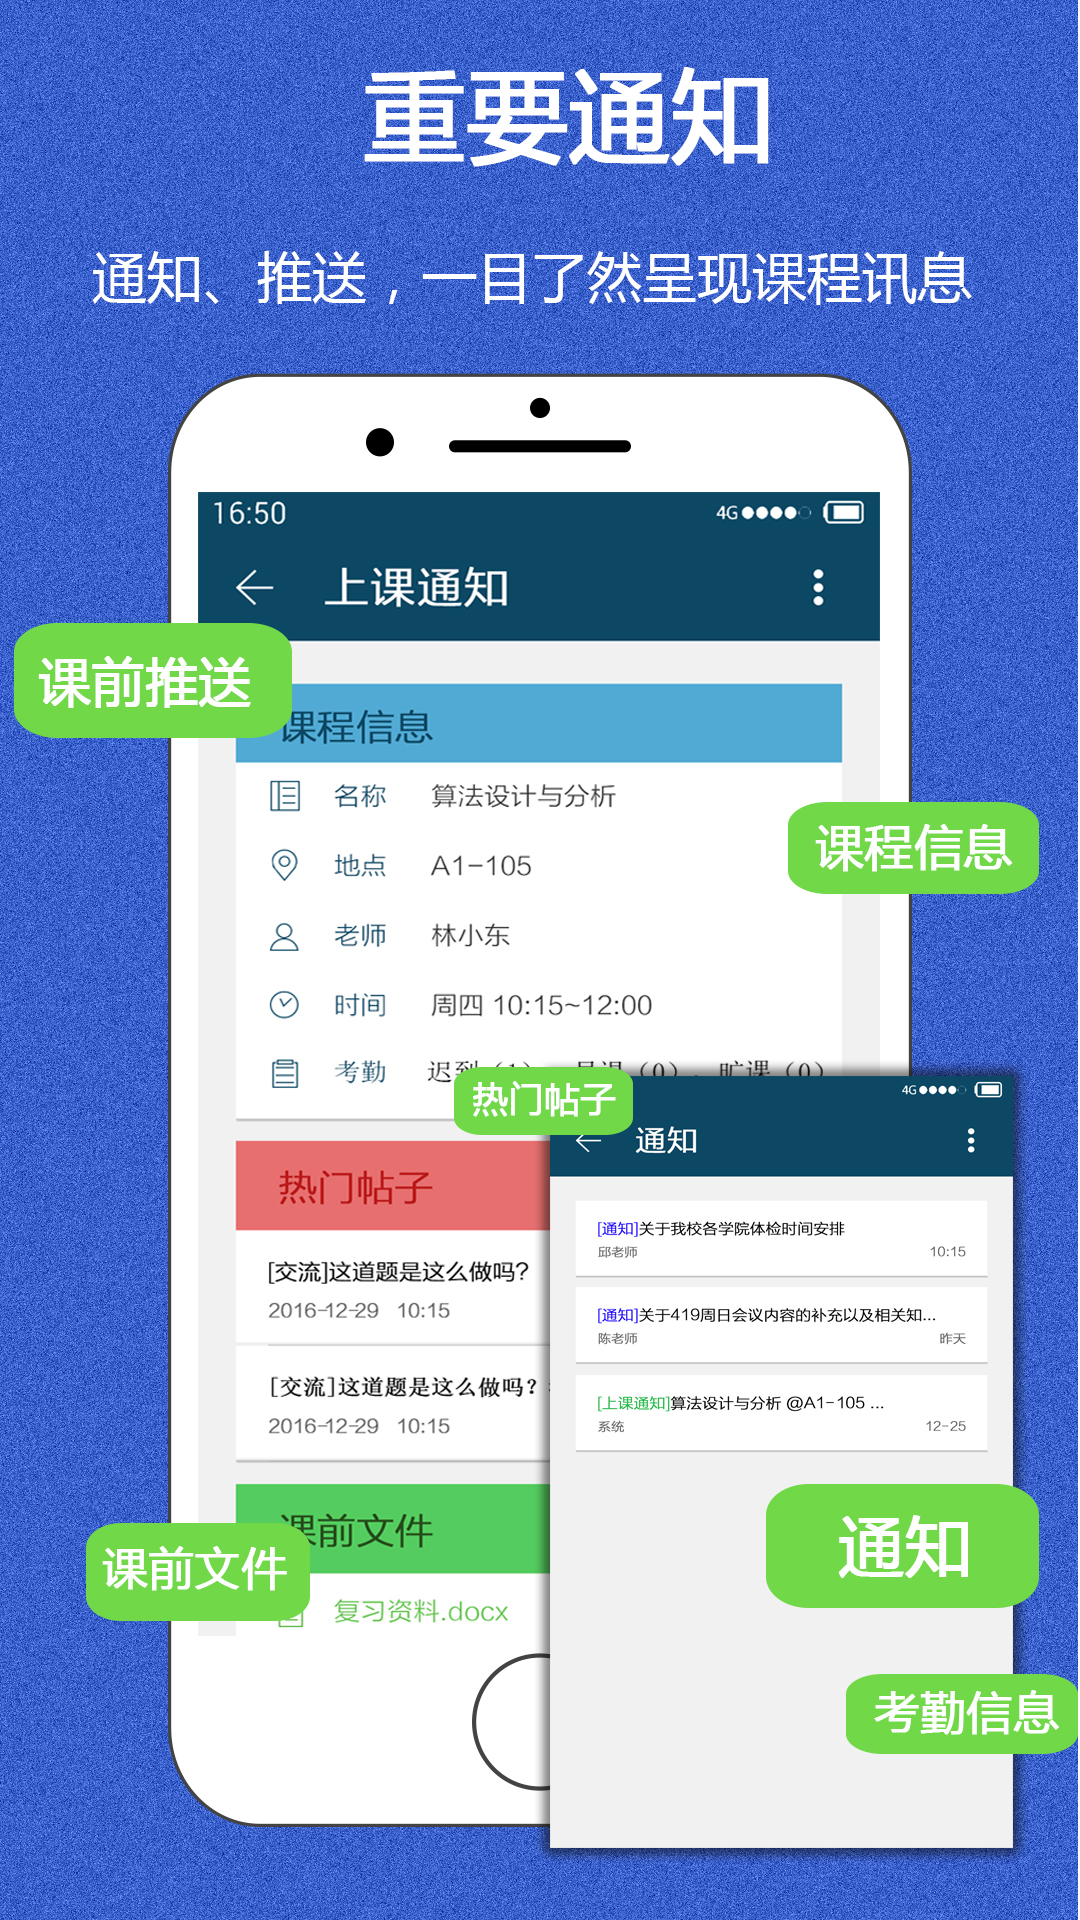 重要通知
通知、推送，一目了然呈现课程讯息
16:50
4G
上课通知
课前推送
课程信息
名称 算法设计与分析
课程信息
地点 A1-105
老师 林小东
时间 周四 10:15~12:00
考勤 迟到（1）、早退（0）、旷课（0）
热门帖子
热门帖子
[交流]这道题是这么做吗?
2016-12-29 10:15
[交流]这道题是这么做吗？
2016-12-29 10:15
课前文件
课前文件
复习资料.docx
4G
通知
[通知]关于我校各学院体检时间安排
邱老师 10:15
[通知]关于419周日会议内容的补充以及相关知...
陈老师 昨天
[上课通知]算法设计与分析 @A1-105 ...
系统 12-25
通知
考勤信息